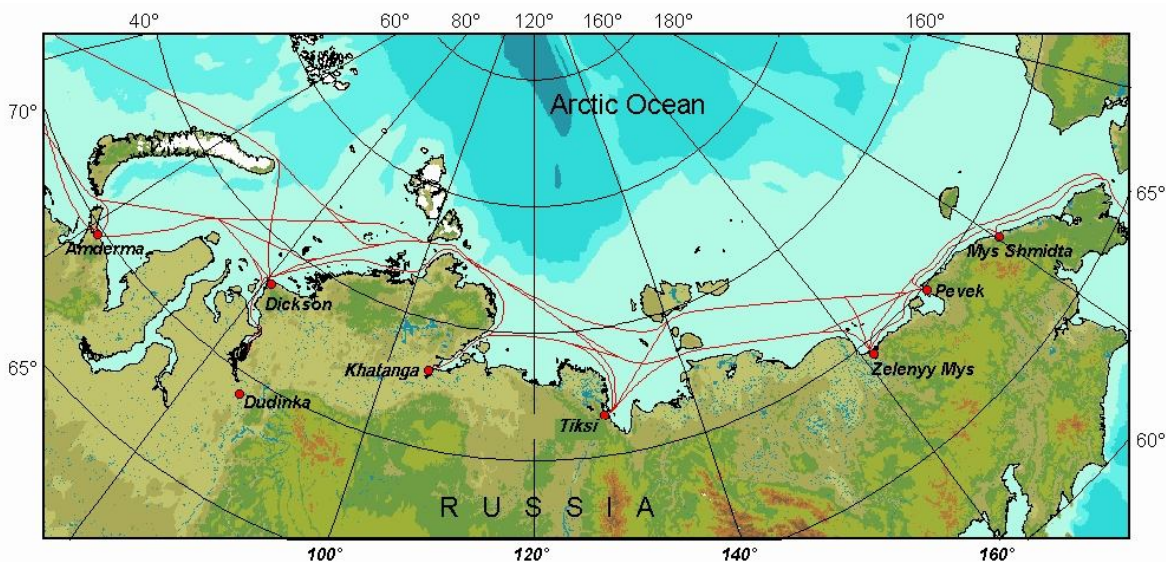 40°
60°
80°
120°
160°
180°
160°
Arctic Ocean
70°
65°
Amderma
Mys Shmidta
Dickson
Pevek
65°
Khatanga
Zelenyy Mys
Dudinka
Tiksi
60°
RUSSIA
100°
120°
140°
160°